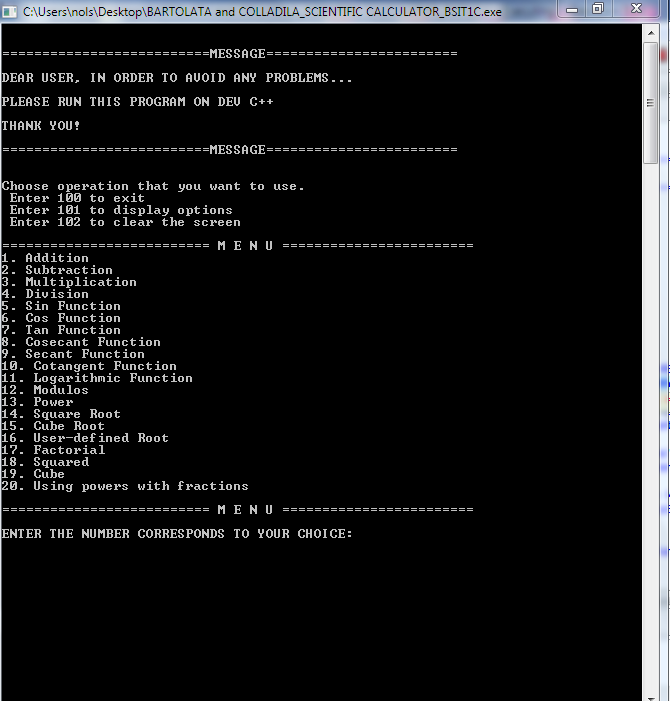 C:\Users\nols\Desktop\BARTOLATA and COLLADILA_SCIENTIFIC CALCULATOR_BSIT1C.exe
==========================MESSAGE========================
DEAR USER, IN ORDER TO AVOID ANY PROBLEMS...
PLEASE RUN THIS PROGRAM ON DEV C++
THANK YOU!
==========================MESSAGE========================
Choose operation that you want to use.
Enter 100 to exit
Enter 101 to display options
Enter 102 to clear the screen
========================== M E N U ========================
1. Addition
2. Subtraction
3. Multiplication
4. Division
5. Sin Function
6. Cos Function
7. Tan Function
8. Cosecant Function
9. Secant Function
10. Cotangent Function
11. Logarithmic Function
12. Modulos
13. Power
14. Square Root
15. Cube Root
16. User-defined Root
17. Factorial
18. Squared
19. Cube
20. Using powers with fractions
========================== M E N U ========================
ENTER THE NUMBER CORRESPONDS TO YOUR CHOICE: